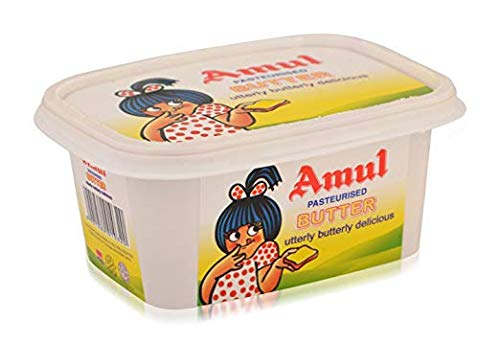 Amul
PASTEURISED
BUTTER
utterly butterly delicious
Amul
PASTEURISED
BUTTER
utterly butterly delicious